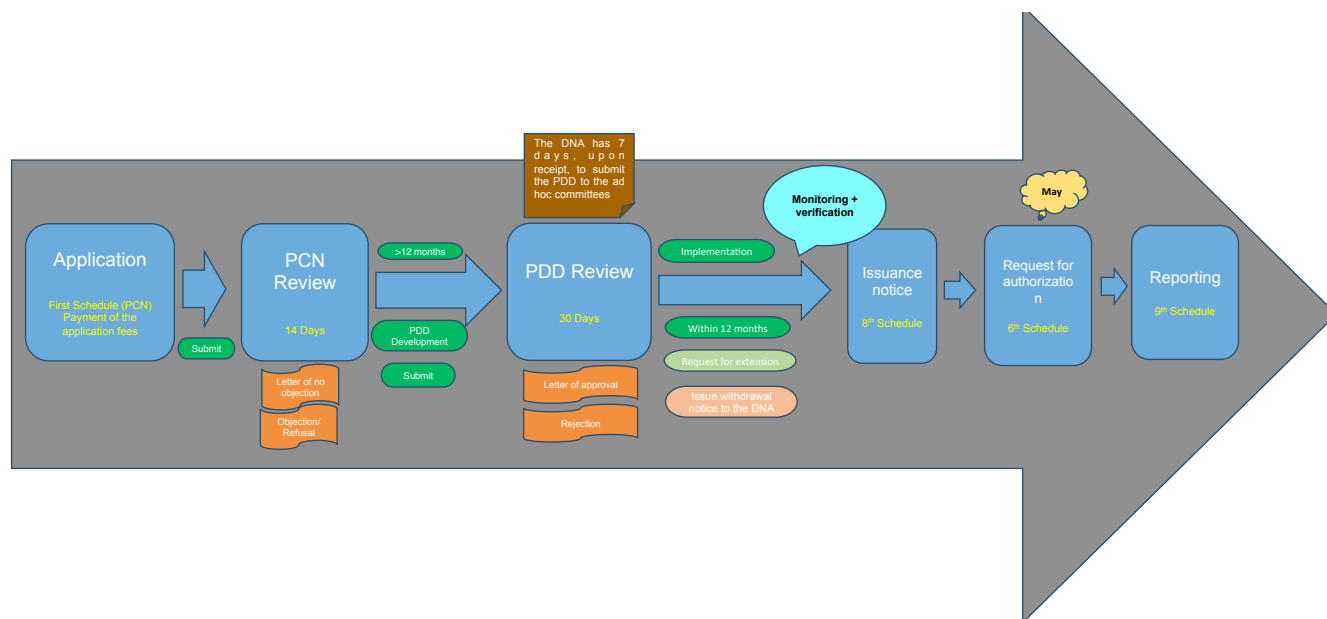 The DNA has 7
days, upon
receipt, to submit
the PDD to the ad
hoc committees
Monitoring +
verification
May
Application
First Schedule (PCN)
Payment of the
application fees
Submit
PCN
Review
14 Days
Letter of no
objection
Objection/
Refusal
>12 months
PDD
Development
Submit
PDD Review
30 Days
Letter of approval
Rejection
Implementation
Within 12 months
Request for extension
Issue withdrawal
notice to the DNA
Issuance
notice
8th Schedule
Request for
authorizatio
n
6th Schedule
Reporting
9th Schedule